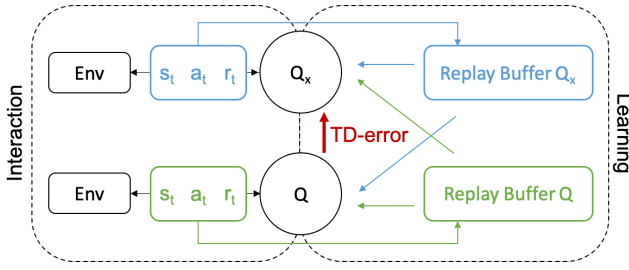 Interaction
Env
sₜ aₜ rₜ
Qₓ
Replay Buffer Qₓ
TD-error
Env
sₜ aₜ rₜ
Q
Replay Buffer Q
Learning